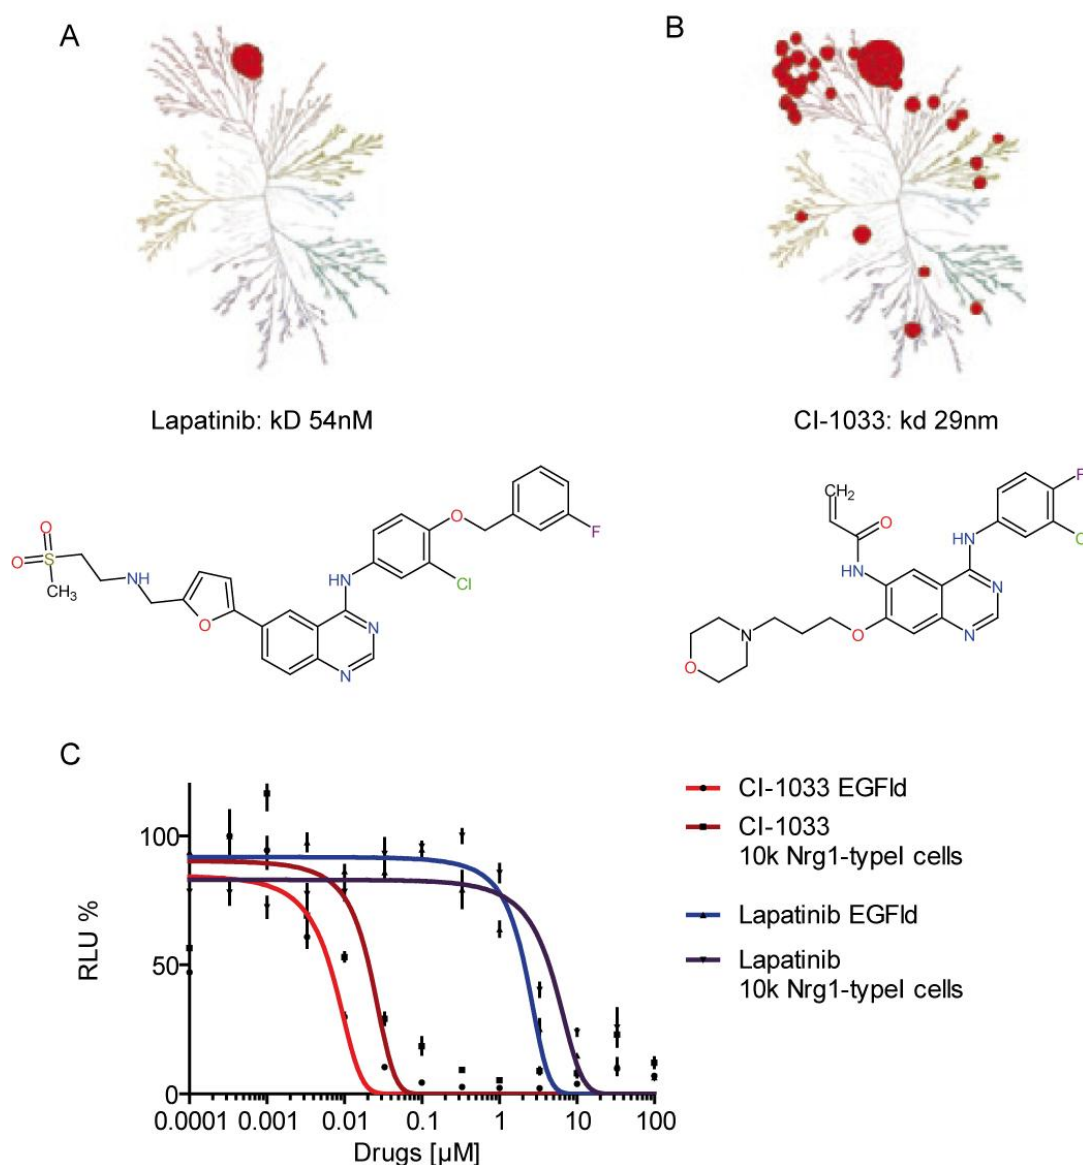 A
B
Lapatinib: kD 54nM
CI-1033: kd 29nm
O
S
O
CH3
NH
O
HN
O
Cl
F
N
N
CH2
O
HN
HN
F
Cl
N
N
O
N
O
C
RLU %
100
50
0
0.0001
0.001
0.01
0.1
1
10
100
Drugs [µM]
CI-1033 EGFld
CI-1033
10k Nrg1-typeI cells
Lapatinib EGFld
Lapatinib
10k Nrg1-typeI cells